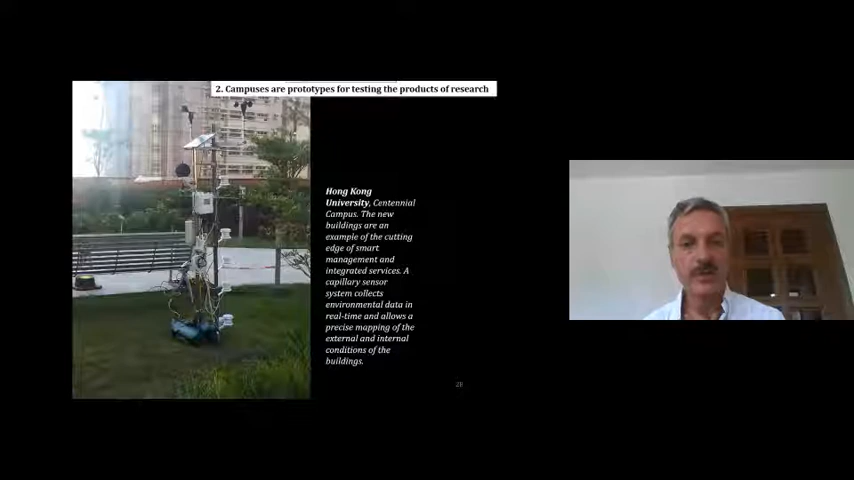 2. Campuses are prototypes for testing the products of research
Hong Kong
University, Centennial
Campus. The new
buildings are an
example of the cutting
edge of smart
management and
integrated services. A
capillary sensor
system collects
environmental data in
real-time and allows a
precise mapping of the
external and internal
conditions of the
buildings.
28